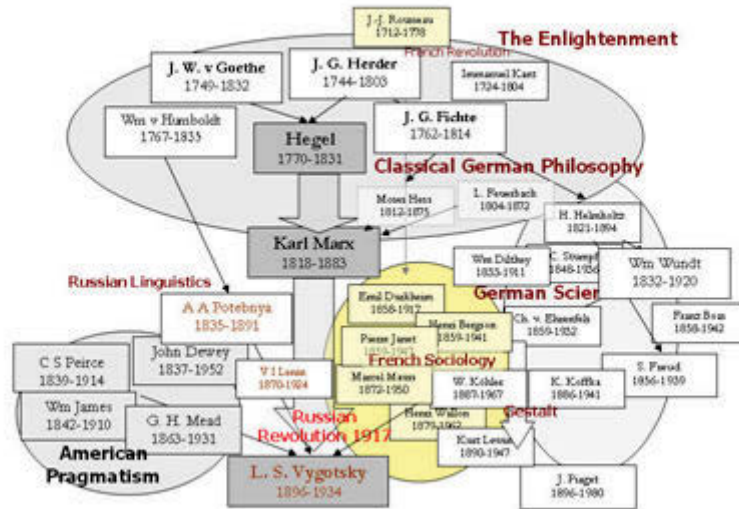 J.-J. Rousseau
1712-1778
The Enlightenment
French Revolution
J. W. v Goethe
1749-1832
J. G. Herder
1744-1803
Immanuel Kant
1724-1804
Wm v Humboldt
1767-1835
Hegel
1770-1831
J. G. Fichte
1762-1814
Classical German Philosophy
Moses Hess
1812-1875
L. Feuerbach
1804-1872
H. Helmholtz
1821-1894
Karl Marx
1818-1883
Wm Dilthey
1833-1911
C. Stumpf
1848-1936
Wm Wundt
1832-1920
Russian Linguistics
A A Potebnya
1835-1891
Emil Durkheim
1858-1917
German Scien
Henri Bergson
1859-1941
Ch. v. Ehrenfels
1859-1932
Franz Boas
1858-1942
Pierre Janet
French Sociology
C S Peirce
1839-1914
John Dewey
1837-1952
V I Lenin
1870-1924
Marcel Mauss
1872-1950
W. Köhler
1887-1967
K. Koffka
1886-1941
S. Freud
1856-1939
Wm James
1842-1910
G. H. Mead
1863-1931
Russian
Revolution 1917
Henri Wallon
1879-1962
Gestalt
Kurt Lewin
1890-1947
American
Pragmatism
L. S. Vygotsky
1896-1934
J. Piaget
1896-1980